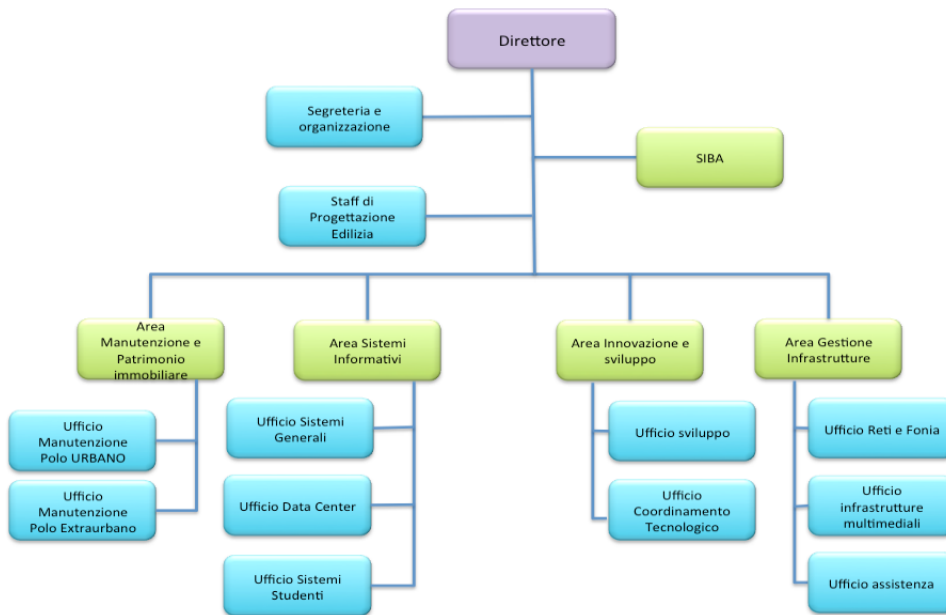 Direttore
Segreteria e
organizzazione
SIBA
Staff di
Progettazione
Edilizia
Area
Manutenzione e
Patrimonio
immobiliare
Area Sistemi
Informativi
Area Innovazione e
sviluppo
Area Gestione
Infrastrutture
Ufficio
Manutenzione
Polo URBANO
Ufficio
Manutenzione
Polo Extraurbano
Ufficio Sistemi
Generali
Ufficio Data Center
Ufficio Sistemi
Studenti
Ufficio sviluppo
Ufficio
Coordinamento
Tecnologico
Ufficio Reti e Fonia
Ufficio
infrastrutture
multimediali
Ufficio assistenza